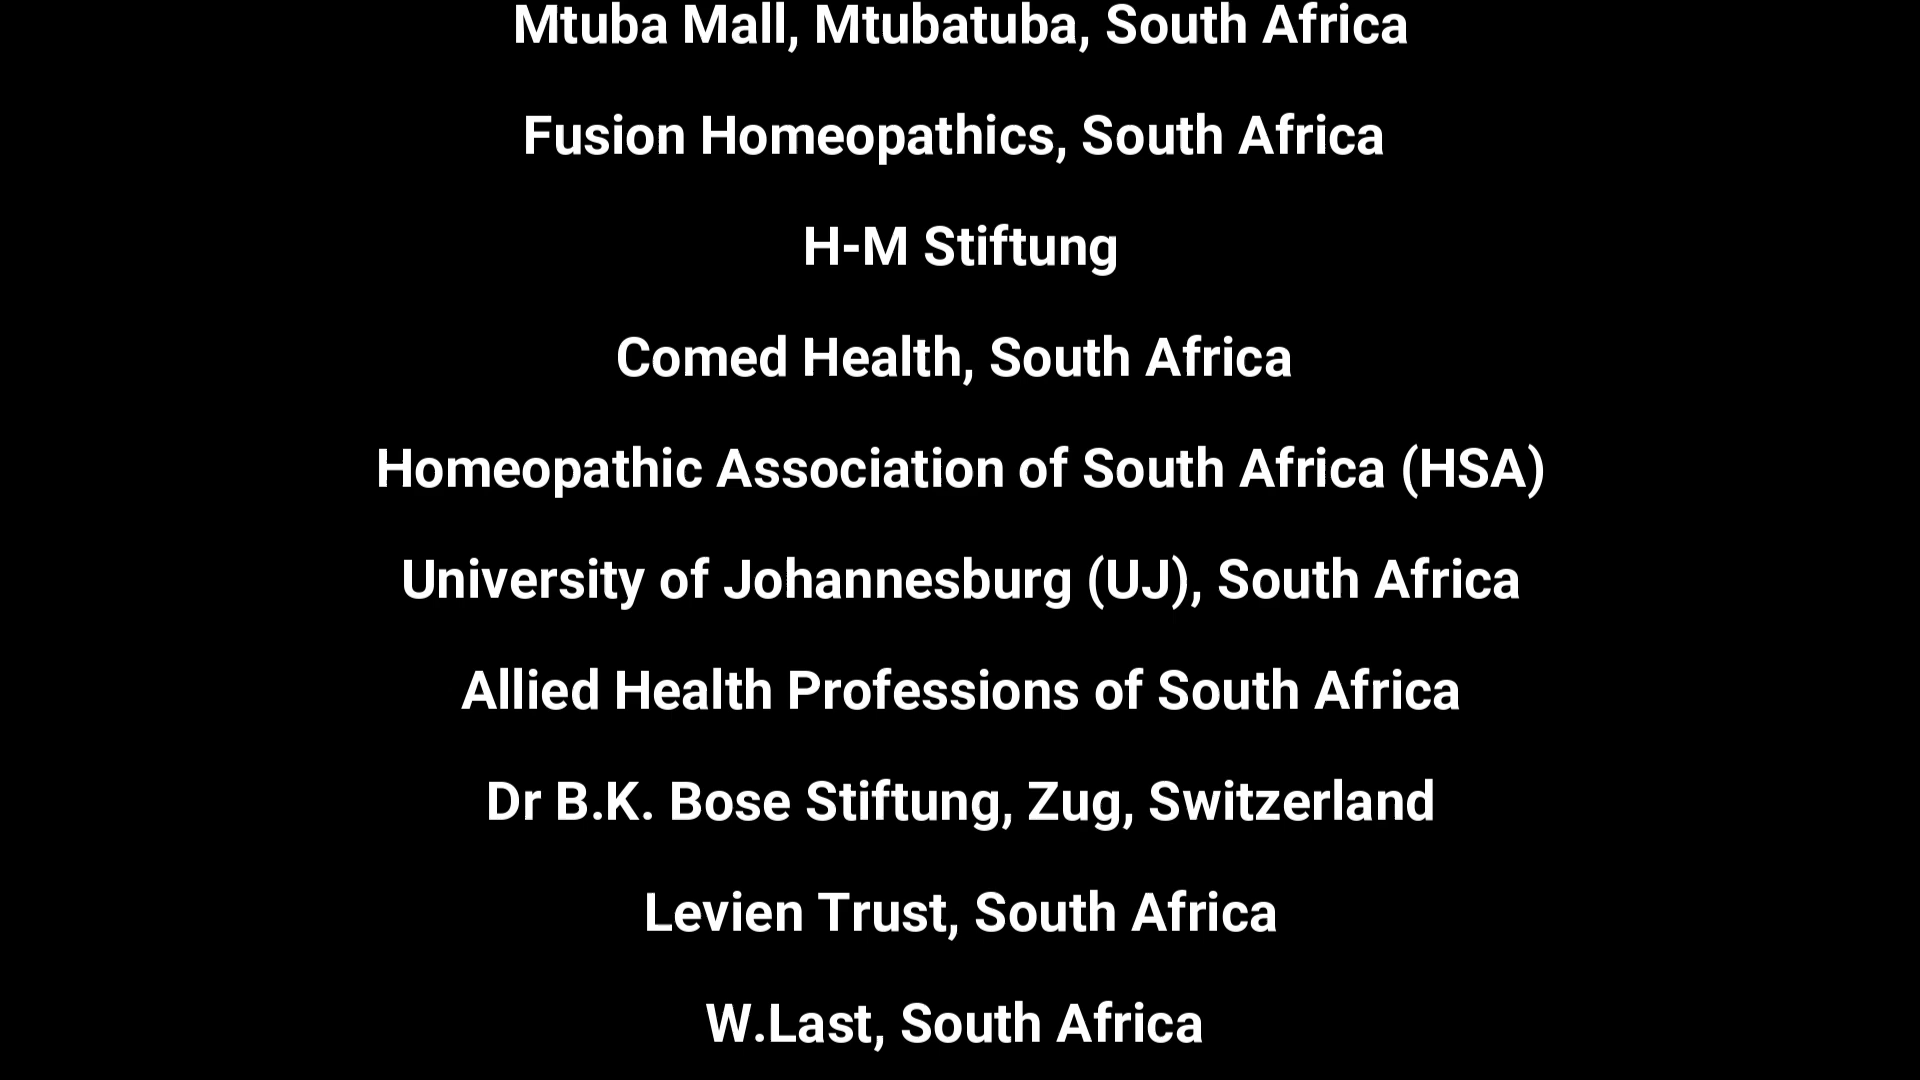 Mtuba Mall, Mtubatuba, South Africa
Fusion Homeopathics, South Africa
H-M Stiftung
Comed Health, South Africa
Homeopathic Association of South Africa (HSA)
University of Johannesburg (UJ), South Africa
Allied Health Professions of South Africa
Dr B.K. Bose Stiftung, Zug, Switzerland
Levien Trust, South Africa
W.Last, South Africa